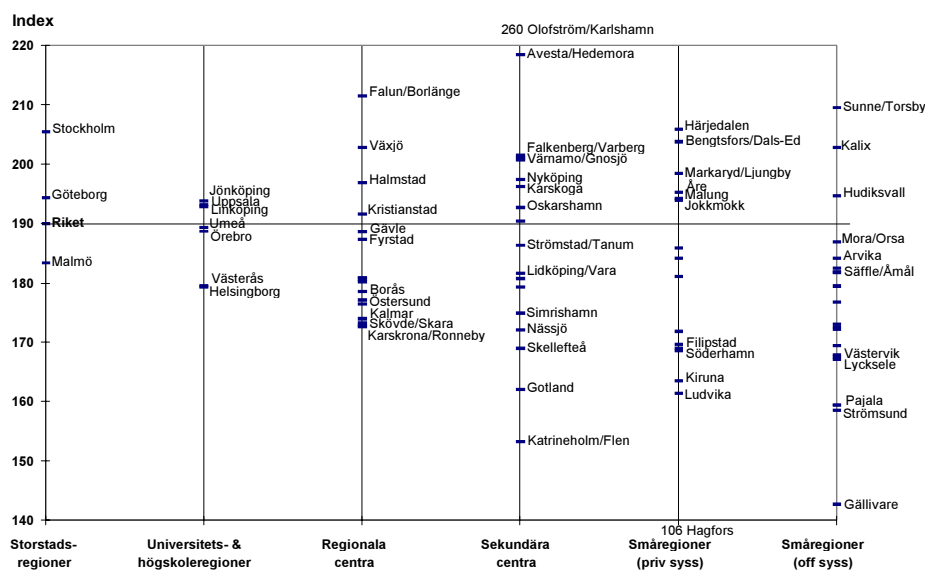 Index
260 Olofström/Karlshamn
220
210
200
190
180
170
160
150
140
Stockholm
Göteborg
Riket
Malmö
Jönköping
Uppsala
Linköping
Umeå
Örebro
Västerås
Helsingborg
Falun/Borlänge
Växjö
Halmstad
Kristianstad
Gävle
Fyrstad
Borås
Östersund
Kalmar
Skövde/Skara
Karskrona/Ronneby
Avesta/Hedemora
Falkenberg/Varberg
Värnamo/Gnosjö
Nyköping
Karskoga
Oskarshamn
Strömstad/Tanum
Lidköping/Vara
Simrishamn
Nässjö
Skellefteå
Gotland
Katrineholm/Flen
Härjedalen
Bengtsfors/Dals-Ed
Markaryd/Ljungby
Åre
Malung
Jokkmokk
Filipstad
Söderhamn
Kiruna
Ludvika
106 Hagfors
Sunne/Torsby
Kalix
Hudiksvall
Mora/Orsa
Arvika
Säffle/Åmål
Västervik
Lycksele
Pajala
Strömsund
Gällivare
Storstads-
regioner
Universitets- &
högskoleregioner
Regionala
centra
Sekundära
centra
Småregioner
(priv syss)
Småregioner
(off syss)